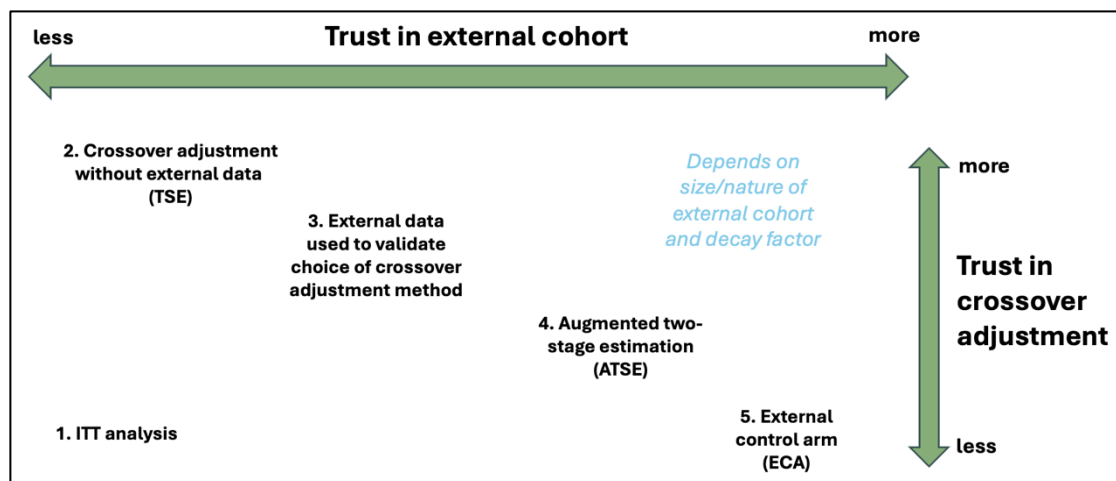 Trust in external cohort
less
more
2. Crossover adjustment
without external data
(TSE)
3. External data
used to validate
choice of crossover
adjustment method
Depends on
size/nature of
external cohort
and decay factor
more
Trust in
crossover
adjustment
less
4. Augmented two-
stage estimation
(ATSE)
1. ITT analysis
5. External
control arm
(ECA)